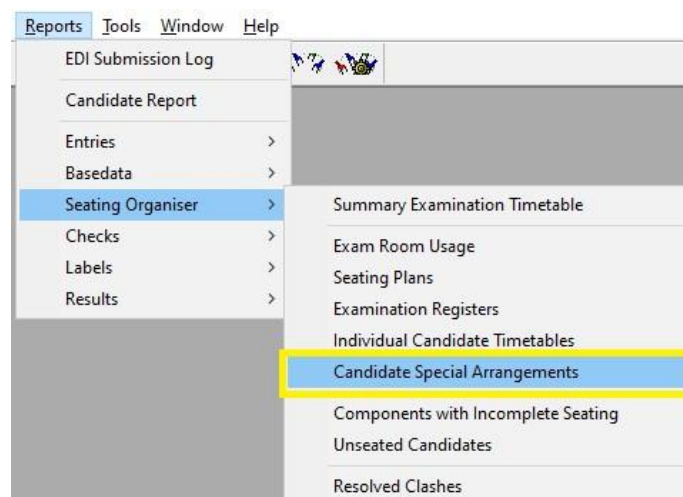 Reports Tools Window Help
EDI Submission Log
Candidate Report
Entries
Basedata
Seating Organiser
Checks
Labels
Results
Summary Examination Timetable
Exam Room Usage
Seating Plans
Examination Registers
Individual Candidate Timetables
Candidate Special Arrangements
Components with Incomplete Seating
Unseated Candidates
Resolved Clashes